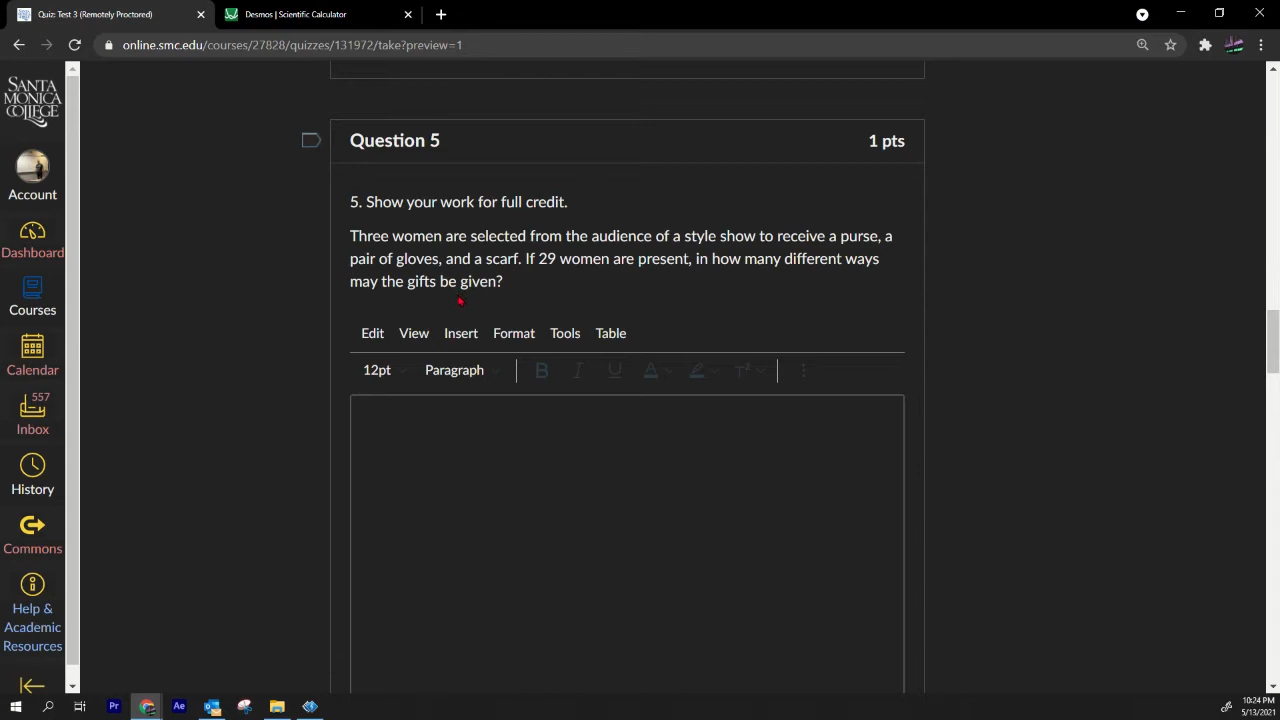 Quiz: Test 3 (Remotely Proctored)
Desmos | Scientific Calculator
online.smc.edu/courses/27828/quizzes/131972/take?preview=1
SANTA
MONICA
COLLEGE
Account
Dashboard
Courses
Calendar
557
Inbox
History
Commons
Help &
Academic
Resources
Question 5
1 pts
5. Show your work for full credit.
Three women are selected from the audience of a style show to receive a purse, a
pair of gloves, and a scarf. If 29 women are present, in how many different ways
may the gifts be given?
Edit View Insert Format Tools Table
12pt Paragraph B I U A T²
Pr Ae
10:24 PM
5/13/2021